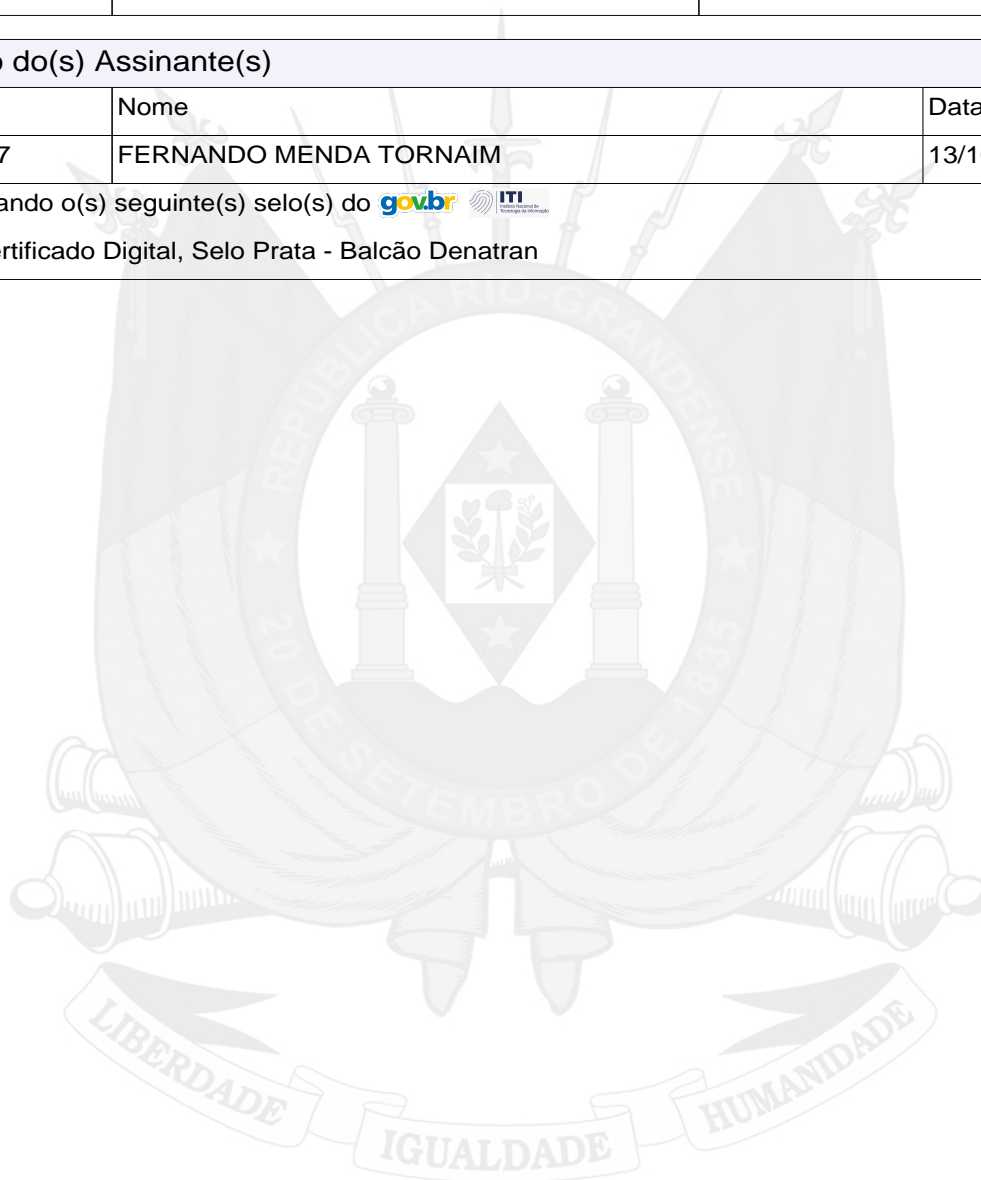 o do(s) Assinante(s)
Nome Data
7 FERNANDO MENDA TORNAIM 13/1
ando o(s) seguinte(s) selo(s) do gov.br ITI
rtificado Digital, Selo Prata - Balcão Denatran
REPÚBLICA RIO-GRANDENSE
20 DE SETEMBRO DE 1835
LIBERDADE IGUALDADE HUMANIDADE